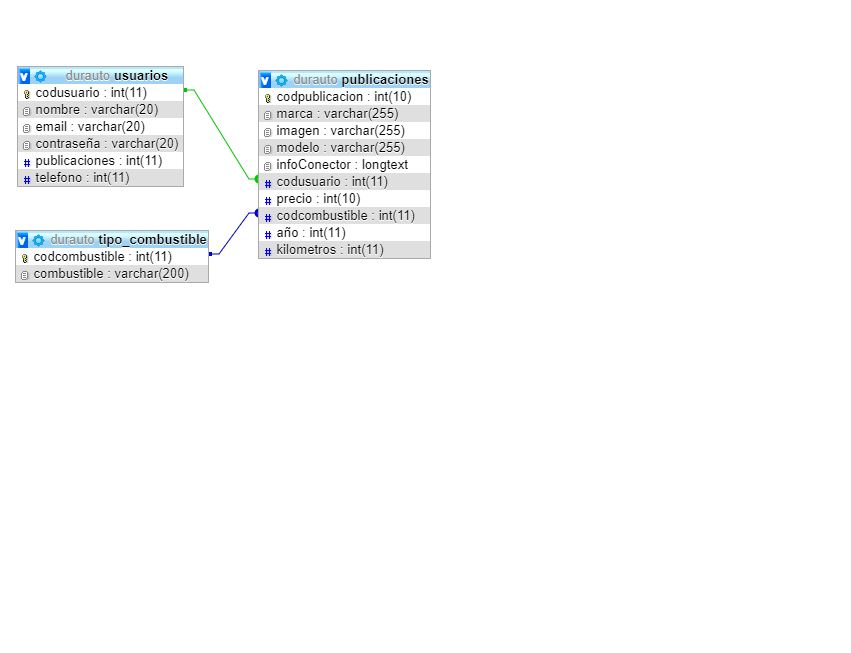 durauto usuarios
codusuario : int(11)
nombre : varchar(20)
email : varchar(20)
contraseña : varchar(20)
publicaciones : int(11)
telefono : int(11)
durauto tipo_combustible
codcombustible : int(11)
combustible : varchar(200)
durauto publicaciones
codpublicacion : int(10)
marca : varchar(255)
imagen : varchar(255)
modelo : varchar(255)
infoConector : longtext
codusuario : int(11)
precio : int(10)
codcombustible : int(11)
año : int(11)
kilometros : int(11)